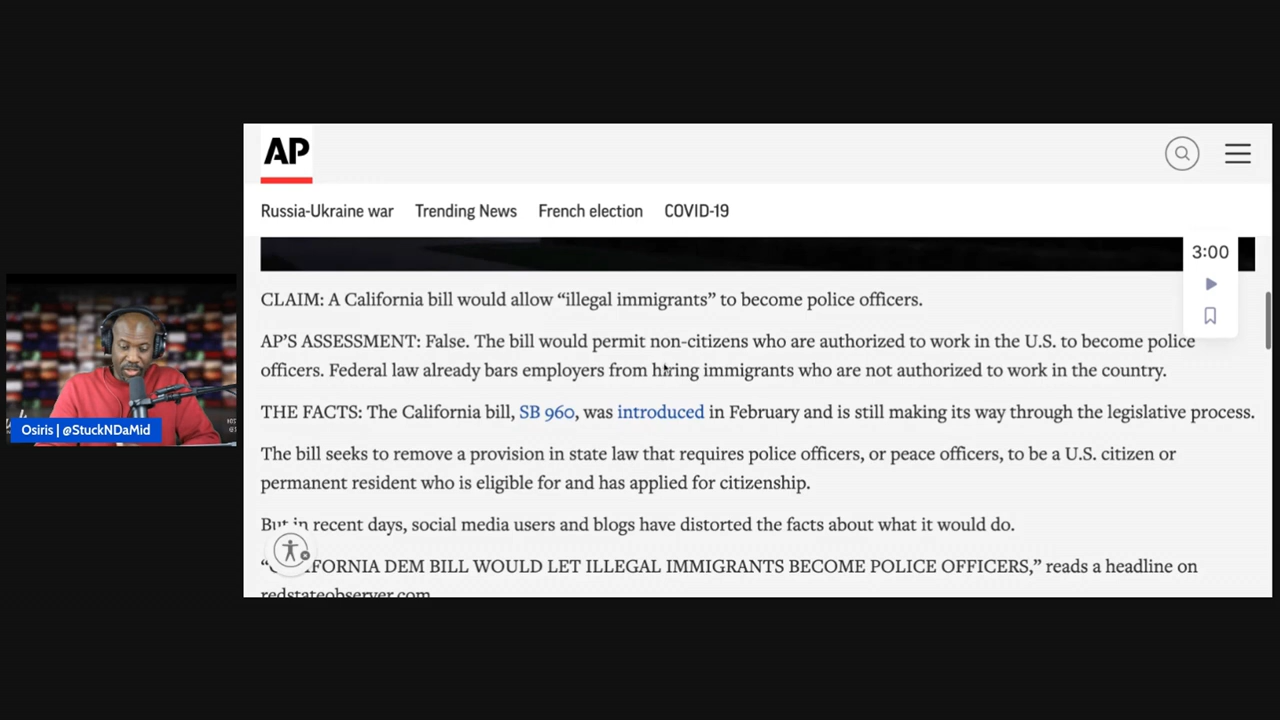 AP
Russia-Ukraine war Trending News French election COVID-19
3:00
CLAIM: A California bill would allow “illegal immigrants” to become police officers.
AP’S ASSESSMENT: False. The bill would permit non-citizens who are authorized to work in the U.S. to become police
officers. Federal law already bars employers from hiring immigrants who are not authorized to work in the country.
THE FACTS: The California bill, SB 960, was introduced in February and is still making its way through the legislative process.
The bill seeks to remove a provision in state law that requires police officers, or peace officers, to be a U.S. citizen or
permanent resident who is eligible for and has applied for citizenship.
But in recent days, social media users and blogs have distorted the facts about what it would do.
“CALIFORNIA DEM BILL WOULD LET ILLEGAL IMMIGRANTS BECOME POLICE OFFICERS,” reads a headline on
redstateobserver.com
Osiris | @StuckNDaMid